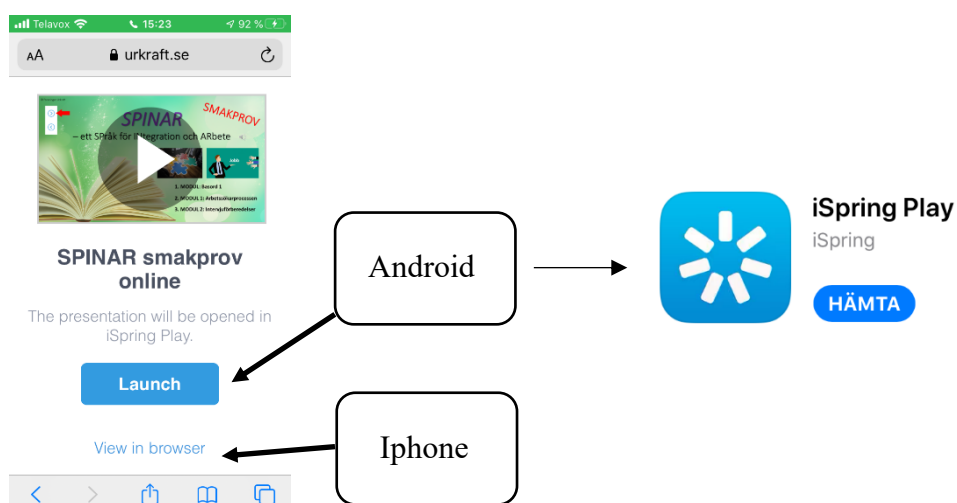 Telavox 15:23 92 %
AA urkraft.se
SPINAR
SMAKPROV
– ett SPråk för INtegration och ARbete
1. MODUL: Basord 1
2. MODUL 1: Arbetssökarprocessen
3. MODUL 2: Intervjuförberedelser
SPINAR smakprov
online
The presentation will be opened in
iSpring Play.
Launch
View in browser
Android
Iphone
iSpring Play
iSpring
HÄMTA